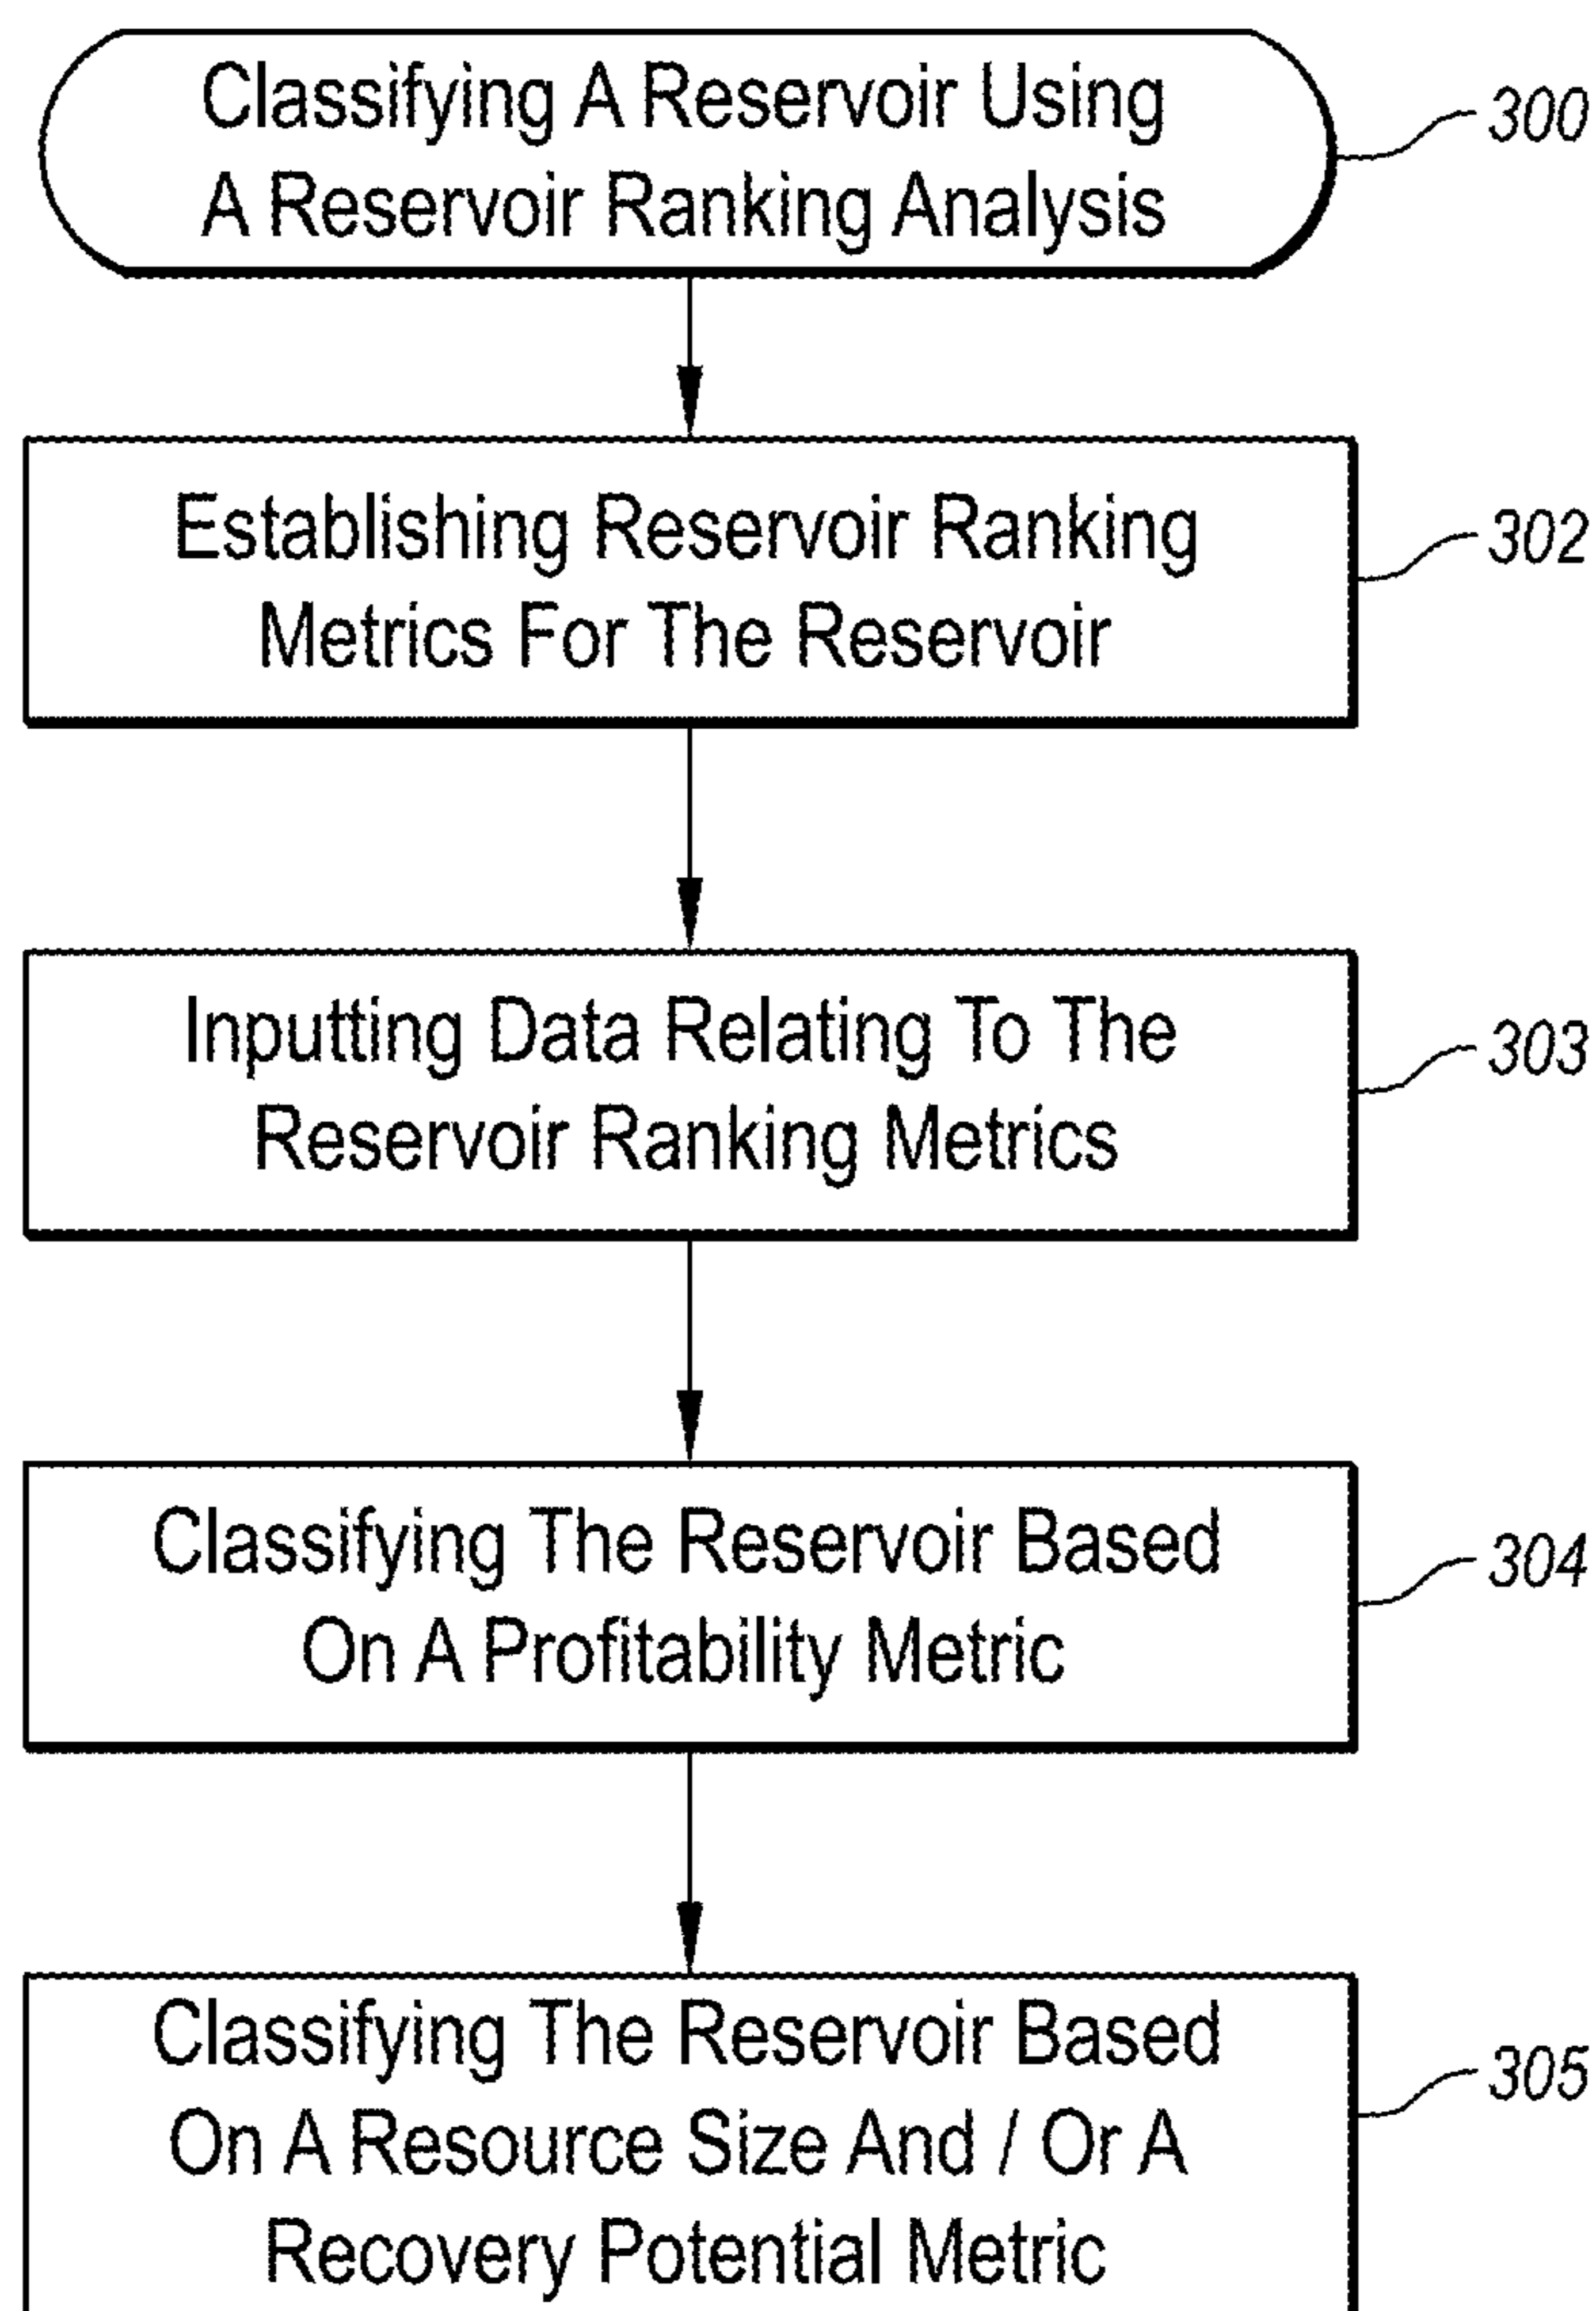 Classifying A Reservoir Using
A Reservoir Ranking Analysis
300
Establishing Reservoir Ranking
Metrics For The Reservoir
302
Inputting Data Relating To The
Reservoir Ranking Metrics
303
Classifying The Reservoir Based
On A Profitability Metric
304
Classifying The Reservoir Based
On A Resource Size And / Or A
Recovery Potential Metric
305